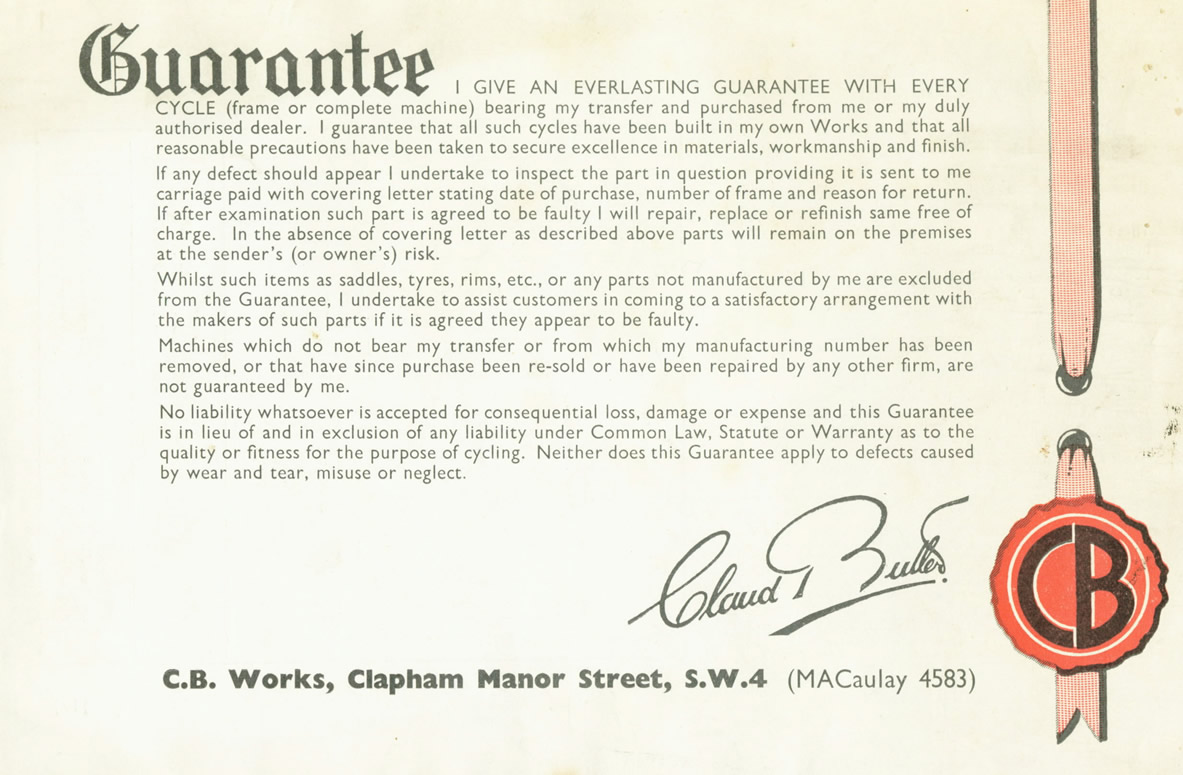 Guarantee I GIVE AN EVERLASTING GUARANTEE WITH EVERY
CYCLE (frame or complete machine) bearing my transfer and purchased from me or my duly
authorised dealer. I guarantee that all such cycles have been built in my own works and that all
reasonable precautions have been taken to secure excellence in materials, workmanship and finish.
If any defect should appear I undertake to the part in question providing it is sent to me
carriage paid with covering letter giving date of purchase, number, name and reason for return.
If after examination such part is agreed to be faulty I will repair, replace or refinish same free of
charge. In the absence of covering letter as described above parts will remain on the premises
at the sender's (or owner's) risk.
Whilst such items as saddles, tyres, rims, etc., or any part not manufactured by me are excluded
from the Guarantee, I undertake to assist customers in coming to a satisfactory arrangement with
the makers of such parts if it is agreed that they appear to be faulty.
Machines which do not bear my transfer or from which my manufacturing number has been
removed, or that have since purchase been re-sold or have been repaired by any other firm, are
not guaranteed by me.
No liability whatsoever is accepted for consequential loss, damage or expense and this Guarantee
is in lieu of and in exclusion of any liability under Common Law, Statute or Warranty as to the
quality or fitness for the purpose of cycling. Neither does this Guarantee apply to defects caused
by wear and tear, misuse or neglect.
Claud Butler
CB
C.B. Works, Clapham Manor Street, S.W.4 (MACaulay 4583)